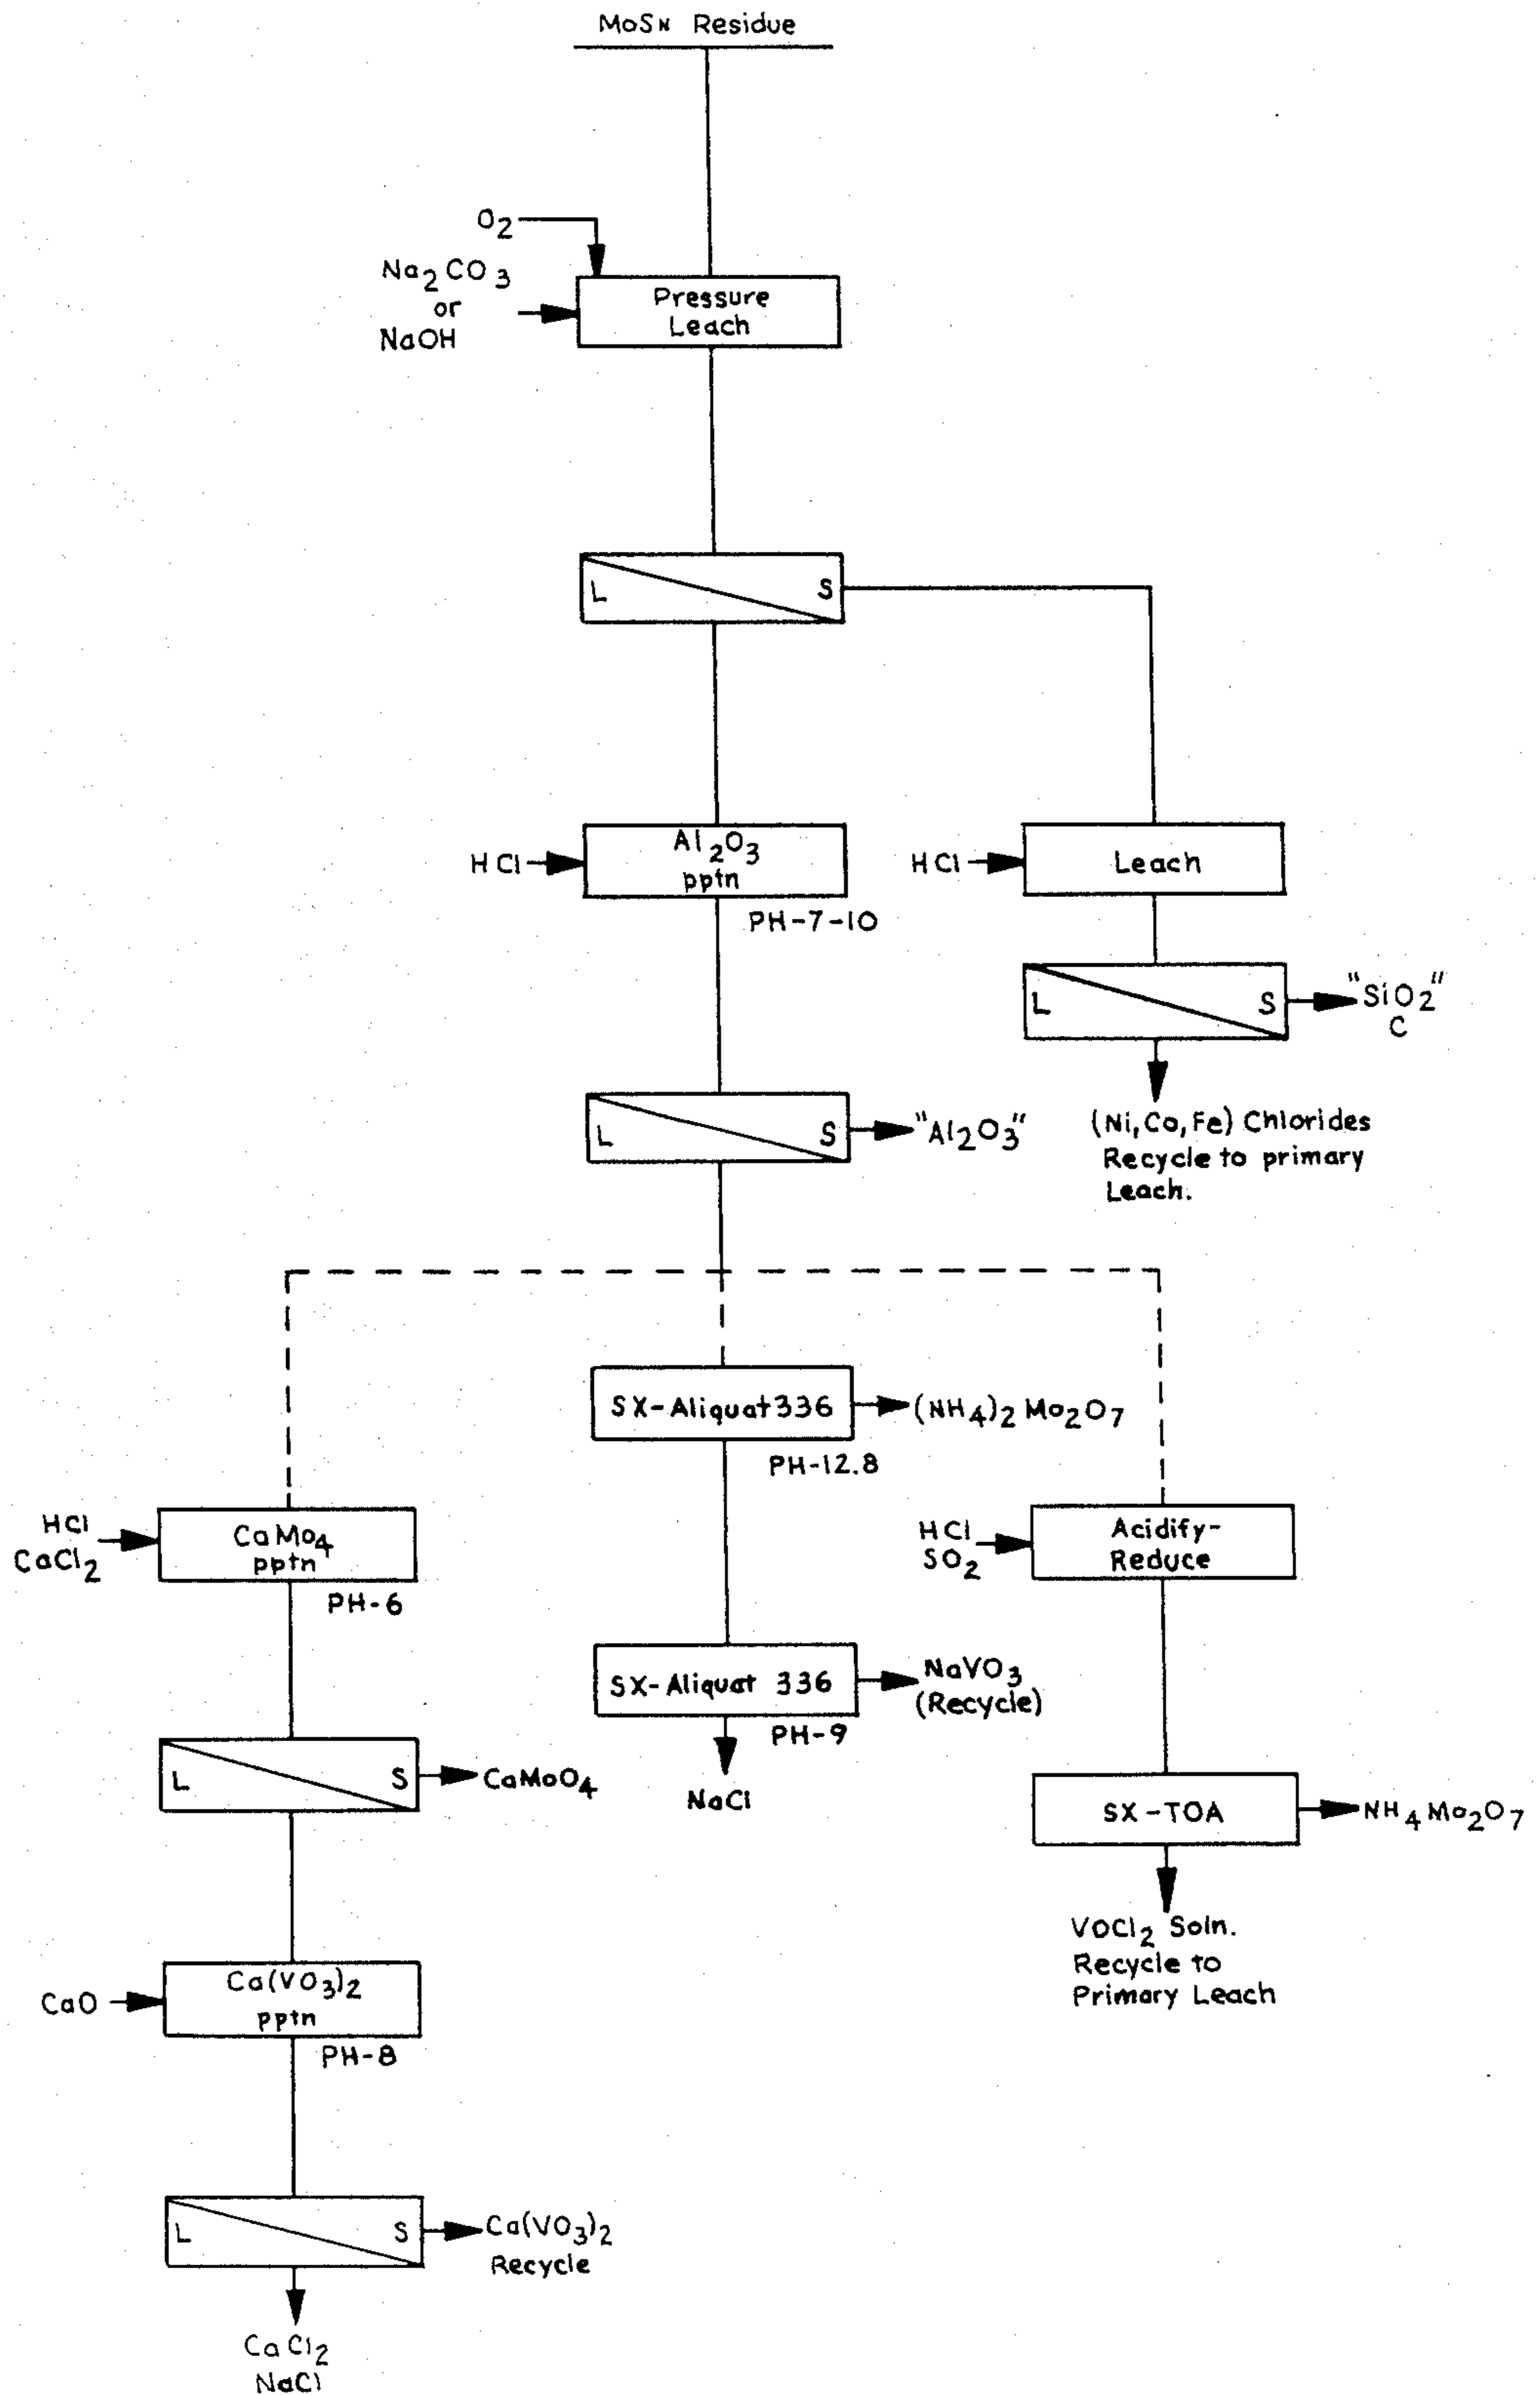 MoSN Residue
O2
Na2CO3
or
NaOH
Pressure
Leach
L S
HCl
Al2O3
pptn
PH-7-10
HCl
Leach
L S
"SiO2"
C
(Ni,Co,Fe) Chlorides
Recycle to primary
Leach.
L S
"Al2O3"
SX-Aliquat 336
(NH4)2 Mo2O7
PH-12.8
HCl
CaCl2
CaMo4
pptn
PH-6
HCl
SO2
Acidify-
Reduce
SX-Aliquat 336
NaVO3
(Recycle)
PH-9
NaCl
L S
CaMoO4
SX-TOA
NH4Mo2O7
VOCl2 Soln.
Recycle to
Primary Leach
CaO
Ca(VO3)2
pptn
PH-8
L S
Ca(VO3)2
Recycle
CaCl2
NaCl